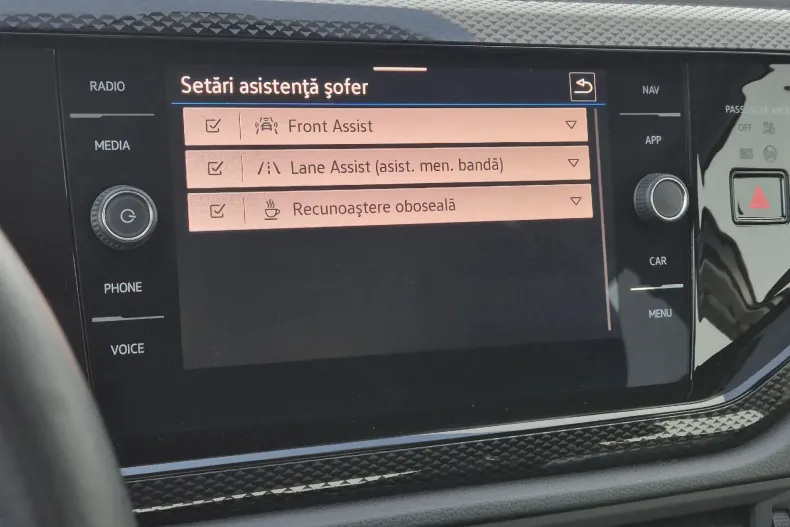 RADIO
MEDIA
PHONE
VOICE
Setări asistenţă şofer
Front Assist
Lane Assist (asist. men. bandă)
Recunoaştere oboseală
NAV
APP
CAR
MENU
OFF